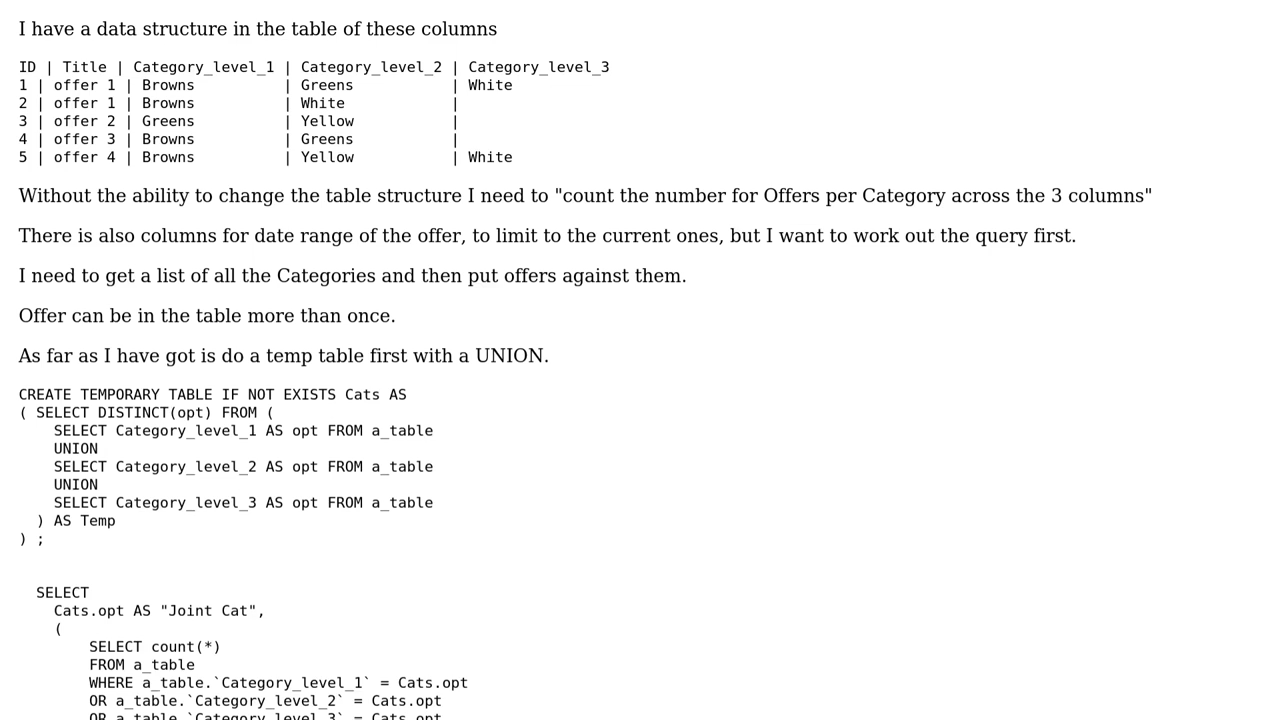 I have a data structure in the table of these columns
ID | Title | Category_level_1 | Category_level_2 | Category_level_3
1 | offer 1 | Browns          | Greens           | White
2 | offer 1 | Browns          | White            |
3 | offer 2 | Greens          | Yellow           |
4 | offer 3 | Browns          | Greens           |
5 | offer 4 | Browns          | Yellow           | White
Without the ability to change the table structure I need to "count the number for Offers per Category across the 3 columns"
There is also columns for date range of the offer, to limit to the current ones, but I want to work out the query first.
I need to get a list of all the Categories and then put offers against them.
Offer can be in the table more than once.
As far as I have got is do a temp table first with a UNION.
CREATE TEMPORARY TABLE IF NOT EXISTS Cats AS
( SELECT DISTINCT(opt) FROM (
    SELECT Category_level_1 AS opt FROM a_table
    UNION
    SELECT Category_level_2 AS opt FROM a_table
    UNION
    SELECT Category_level_3 AS opt FROM a_table
  ) AS Temp
) ;
  SELECT
    Cats.opt AS "Joint Cat",
    (
        SELECT count(*)
        FROM a_table
        WHERE a_table.`Category_level_1` = Cats.opt
        OR a_table.`Category_level_2` = Cats.opt
        OR a_table.`Category_level_3` = Cats.opt